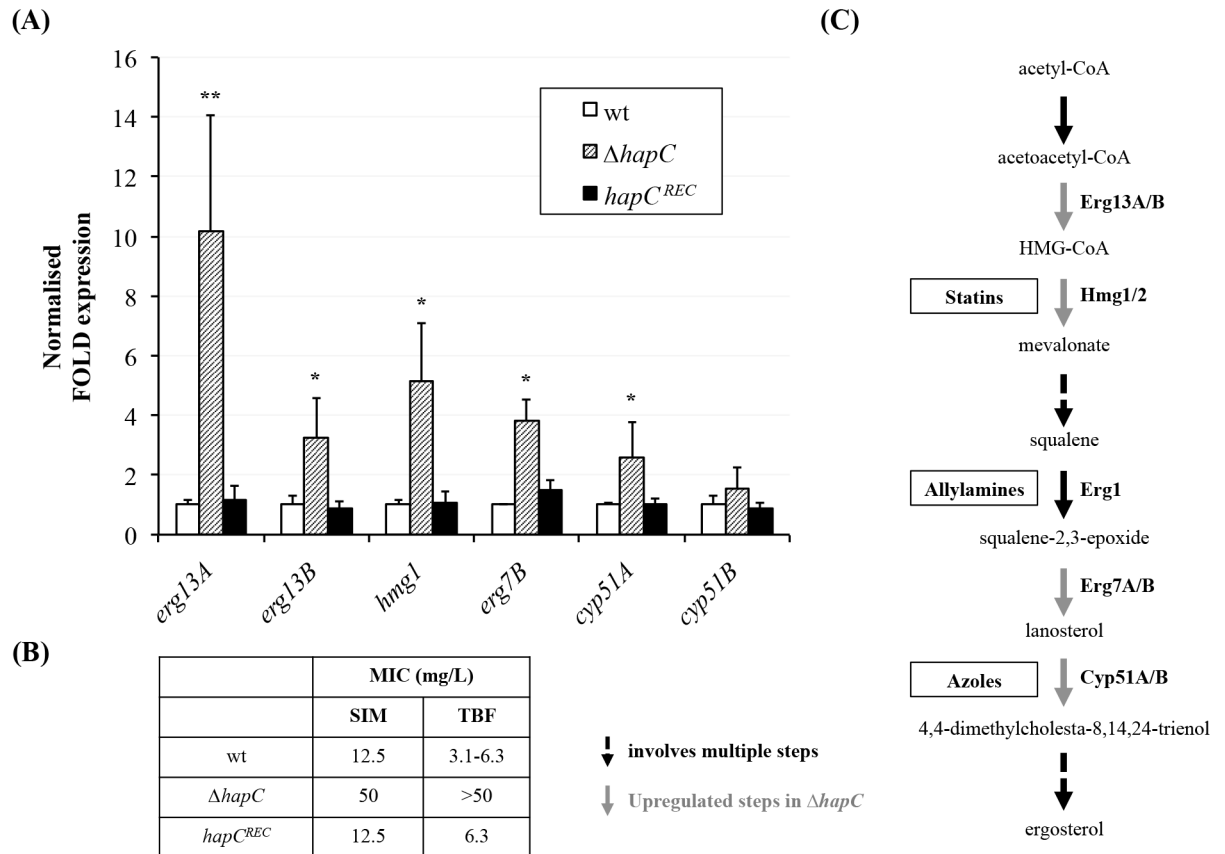 (A)
16
14
12
10
8
6
4
2
0
Normalised
FOLD expression
**
*
*
*
*
wt
ΔhapC
hapC^REC
erg13A
erg13B
hmg1
erg7B
cyp51A
cyp51B
(B)
MIC (mg/L)
SIM TBF
wt 12.5 3.1-6.3
ΔhapC 50 >50
hapC^REC 12.5 6.3
involves multiple steps
Upregulated steps in ΔhapC
(C)
acetyl-CoA
acetoacetyl-CoA
Erg13A/B
HMG-CoA
Statins Hmg1/2
mevalonate
squalene
Allylamines Erg1
squalene-2,3-epoxide
Erg7A/B
lanosterol
Azoles Cyp51A/B
4,4-dimethylcholesta-8,14,24-trienol
ergosterol